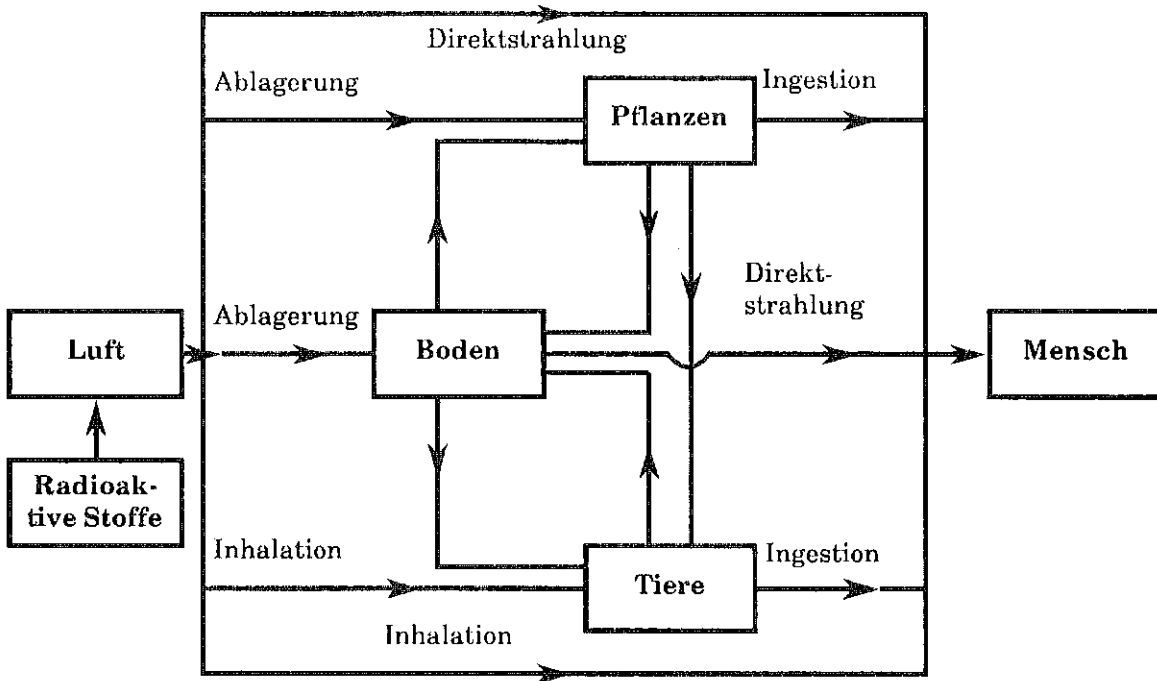 Direktstrahlung
Ablagerung
Ingestion
Pflanzen
Direkt-
strahlung
Ablagerung
Luft
Boden
Mensch
Radioak-
tive Stoffe
Inhalation
Ingestion
Tiere
Inhalation